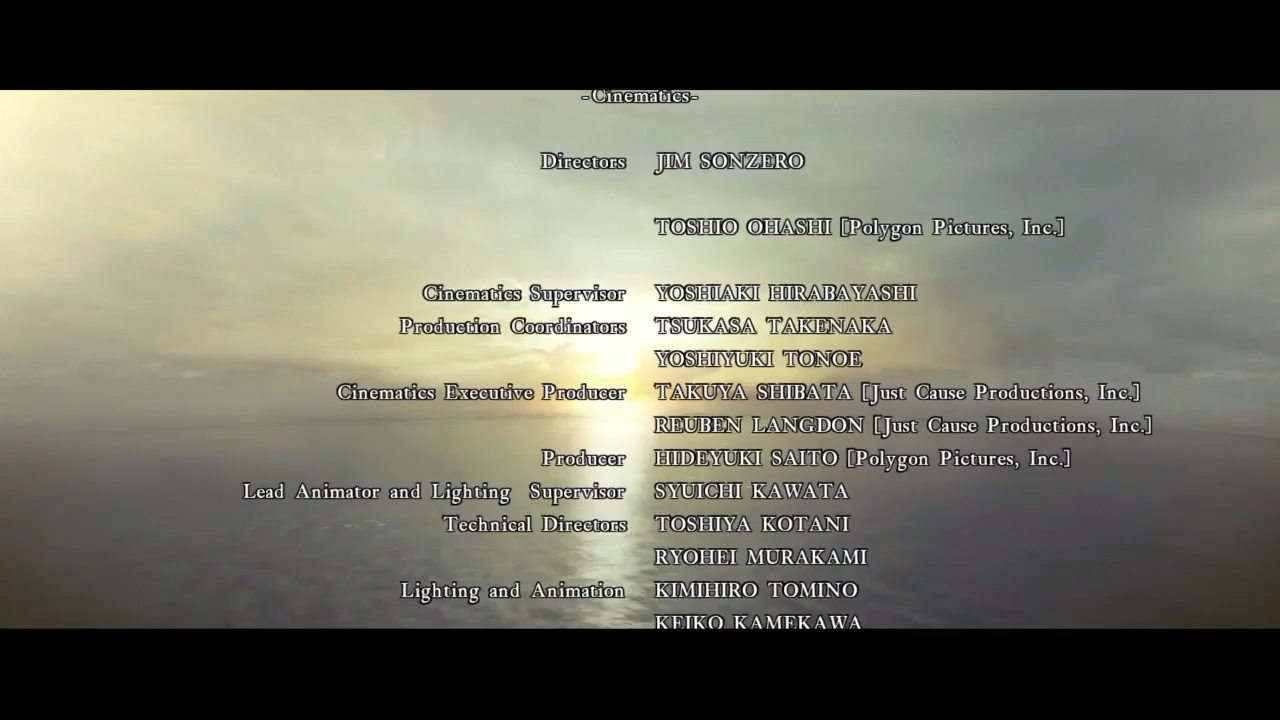 -Cinematics-
Directors JIM SONZERO
TOSHIO OHASHI [Polygon Pictures, Inc.]
Cinematics Supervisor YOSHIAKI HIRABAYASHI
Production Coordinators TSUKASA TAKENAKA
YOSHIYUKI TONOE
Cinematics Executive Producer TAKUYA SHIBATA [Just Cause Productions, Inc.]
REUBEN LANGDON [Just Cause Productions, Inc.]
Producer HIDEYUKI SAITO [Polygon Pictures, Inc.]
Lead Animator and Lighting Supervisor SYUICHI KAWATA
Technical Directors TOSHIYA KOTANI
RYOHEI MURAKAMI
Lighting and Animation KIMIHIRO TOMINO
KEIKO KAMEKAWA